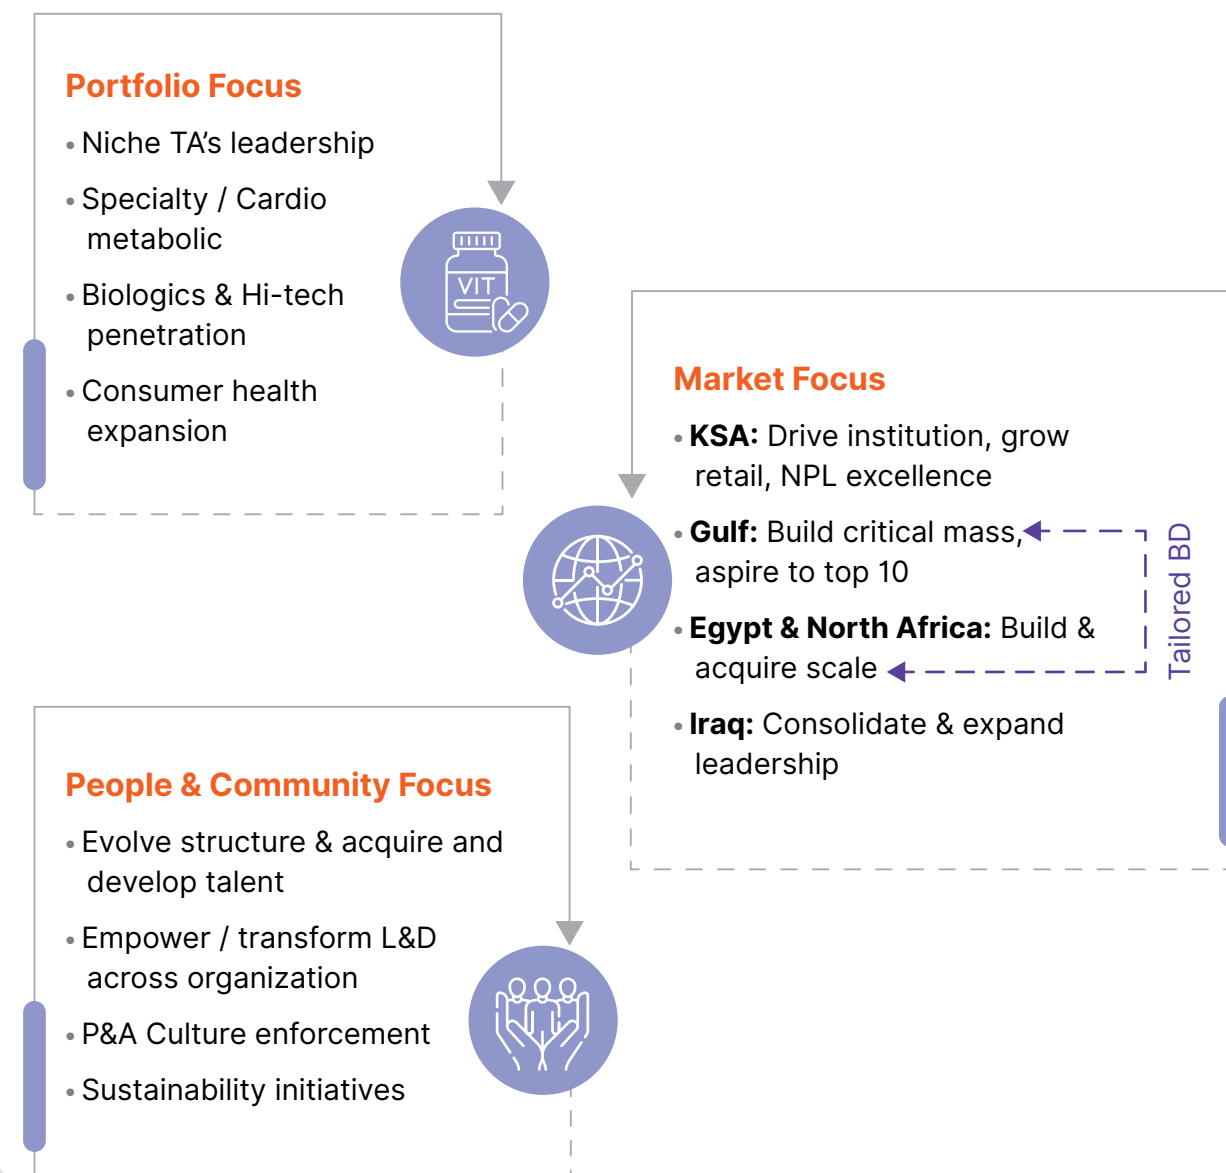 Portfolio Focus
• Niche TA’s leadership
• Specialty / Cardio
metabolic
• Biologics & Hi-tech
penetration
• Consumer health
expansion
VIT
Market Focus
• KSA: Drive institution, grow
retail, NPL excellence
• Gulf: Build critical mass,
aspire to top 10
• Egypt & North Africa: Build &
acquire scale
• Iraq: Consolidate & expand
leadership
Tailored BD
People & Community Focus
• Evolve structure & acquire and
develop talent
• Empower / transform L&D
across organization
• P&A Culture enforcement
• Sustainability initiatives